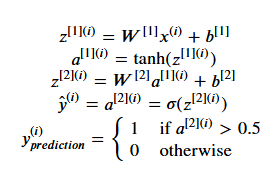 z^{[1](i)} = W^{[1]}x^{(i)} + b^{[1]}
a^{[1](i)} = tanh(z^{[1](i)})
z^{[2](i)} = W^{[2]}a^{[1](i)} + b^{[2]}
ŷ^{(i)} = a^{[2](i)} = σ(z^{[2](i)})
y^{(i)}_{prediction} = { 1 if a^{[2](i)} > 0.5
0 otherwise